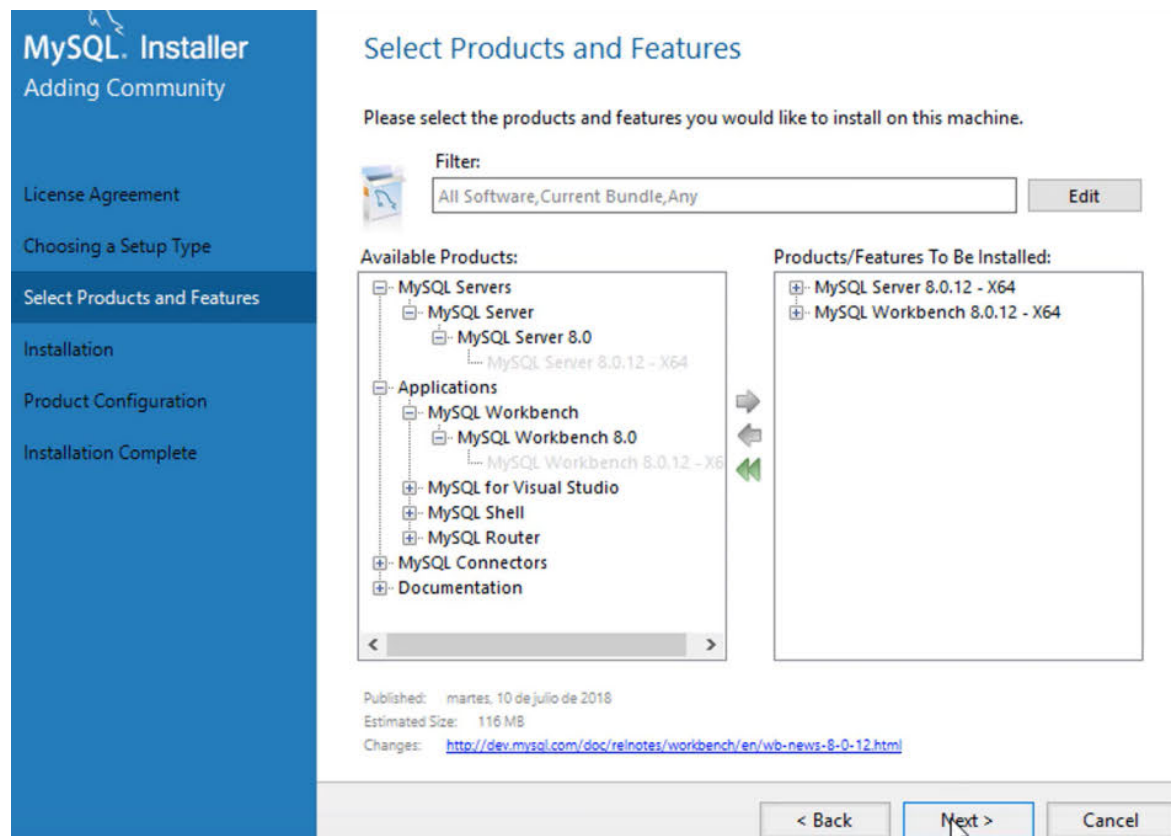 MySQL. Installer
Adding Community
License Agreement
Choosing a Setup Type
Select Products and Features
Installation
Product Configuration
Installation Complete
Select Products and Features
Please select the products and features you would like to install on this machine.
Filter:
All Software,Current Bundle,Any
Edit
Available Products:
MySQL Servers
MySQL Server
MySQL Server 8.0
MySQL Server 8.0.12 - X64
Applications
MySQL Workbench
MySQL Workbench 8.0
MySQL Workbench 8.0.12 - X6
MySQL for Visual Studio
MySQL Shell
MySQL Router
MySQL Connectors
Documentation
Products/Features To Be Installed:
MySQL Server 8.0.12 - X64
MySQL Workbench 8.0.12 - X64
Published: martes, 10 de julio de 2018
Estimated Size: 116 MB
Changes: http://dev.mysql.com/doc/relnotes/workbench/en/wb-news-8-0-12.html
< Back
Next >
Cancel